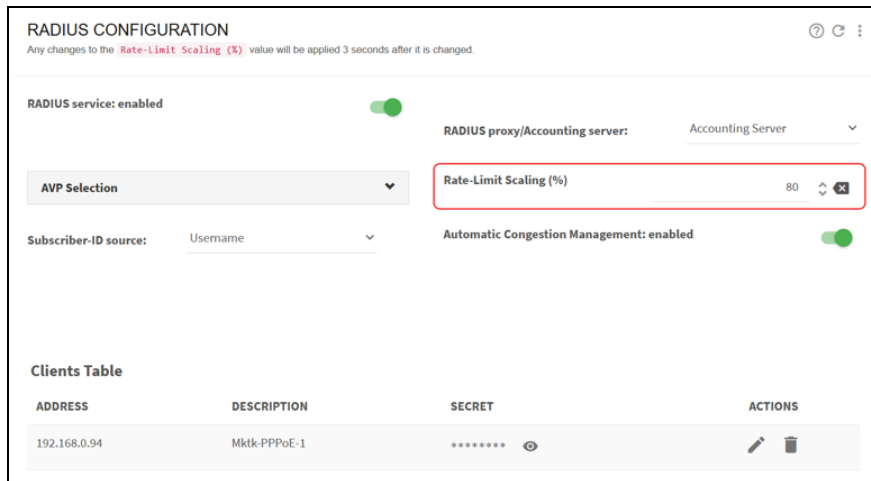 RADIUS CONFIGURATION
Any changes to the Rate-Limit Scaling (%) value will be applied 3 seconds after it is changed.
RADIUS service: enabled
RADIUS proxy/Accounting server: Accounting Server
AVP Selection
Rate-Limit Scaling (%) 80
Subscriber-ID source: Username
Automatic Congestion Management: enabled
Clients Table
ADDRESS DESCRIPTION SECRET ACTIONS
192.168.0.94 Mktk-PPPoE-1 ********